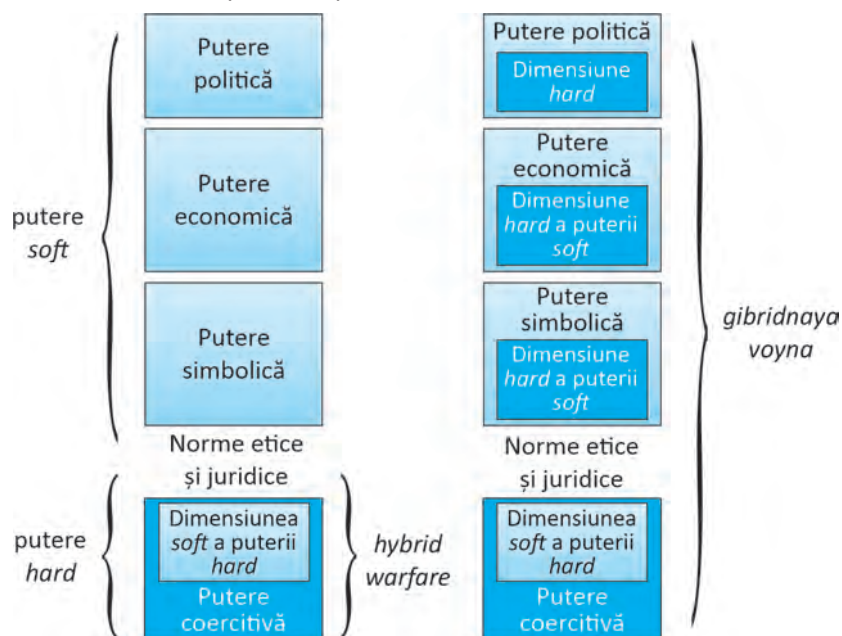 putere
soft
Putere
politică
Putere
economică
Putere
simbolică
Norme etice
și juridice
putere
hard
Dimensiunea
soft a puterii
hard
Putere
coercitivă
hybrid
warfare
Putere politică
Dimensiune
hard
Putere
economică
Dimensiune
hard a puterii
soft
Putere
simbolică
Dimensiune
hard a puterii
soft
Norme etice
și juridice
Dimensiunea
soft a puterii
hard
Putere
coercitivă
gibridnaya
voyna